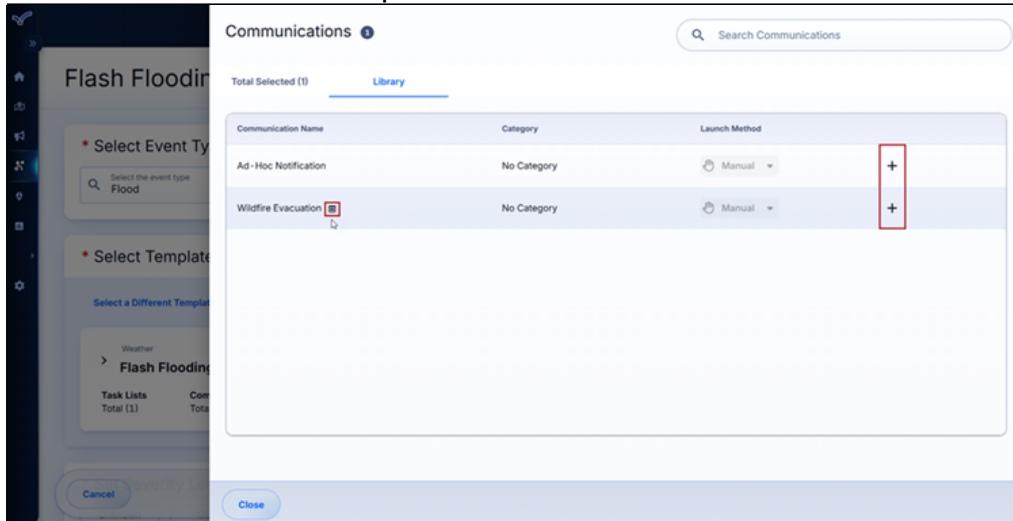 Communications 1
Search Communications
Total Selected (1)
Library
Communication Name
Category
Launch Method
Ad-Hoc Notification
No Category
Manual
Wildfire Evacuation
No Category
Manual
Close
Flash Floodin
* Select Event Ty
Select the event type
Flood
* Select Template
Select a Different Templat
Weather
Flash Flooding
Task Lists
Com
Total (1)
Tota
Cancel